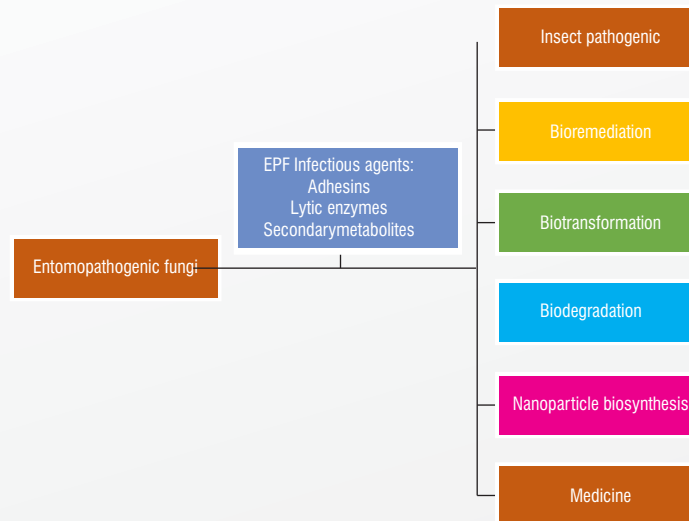 Entomopathogenic fungi
EPF Infectious agents:
Adhesins
Lytic enzymes
Secondarymetabolites
Insect pathogenic
Bioremediation
Biotransformation
Biodegradation
Nanoparticle biosynthesis
Medicine